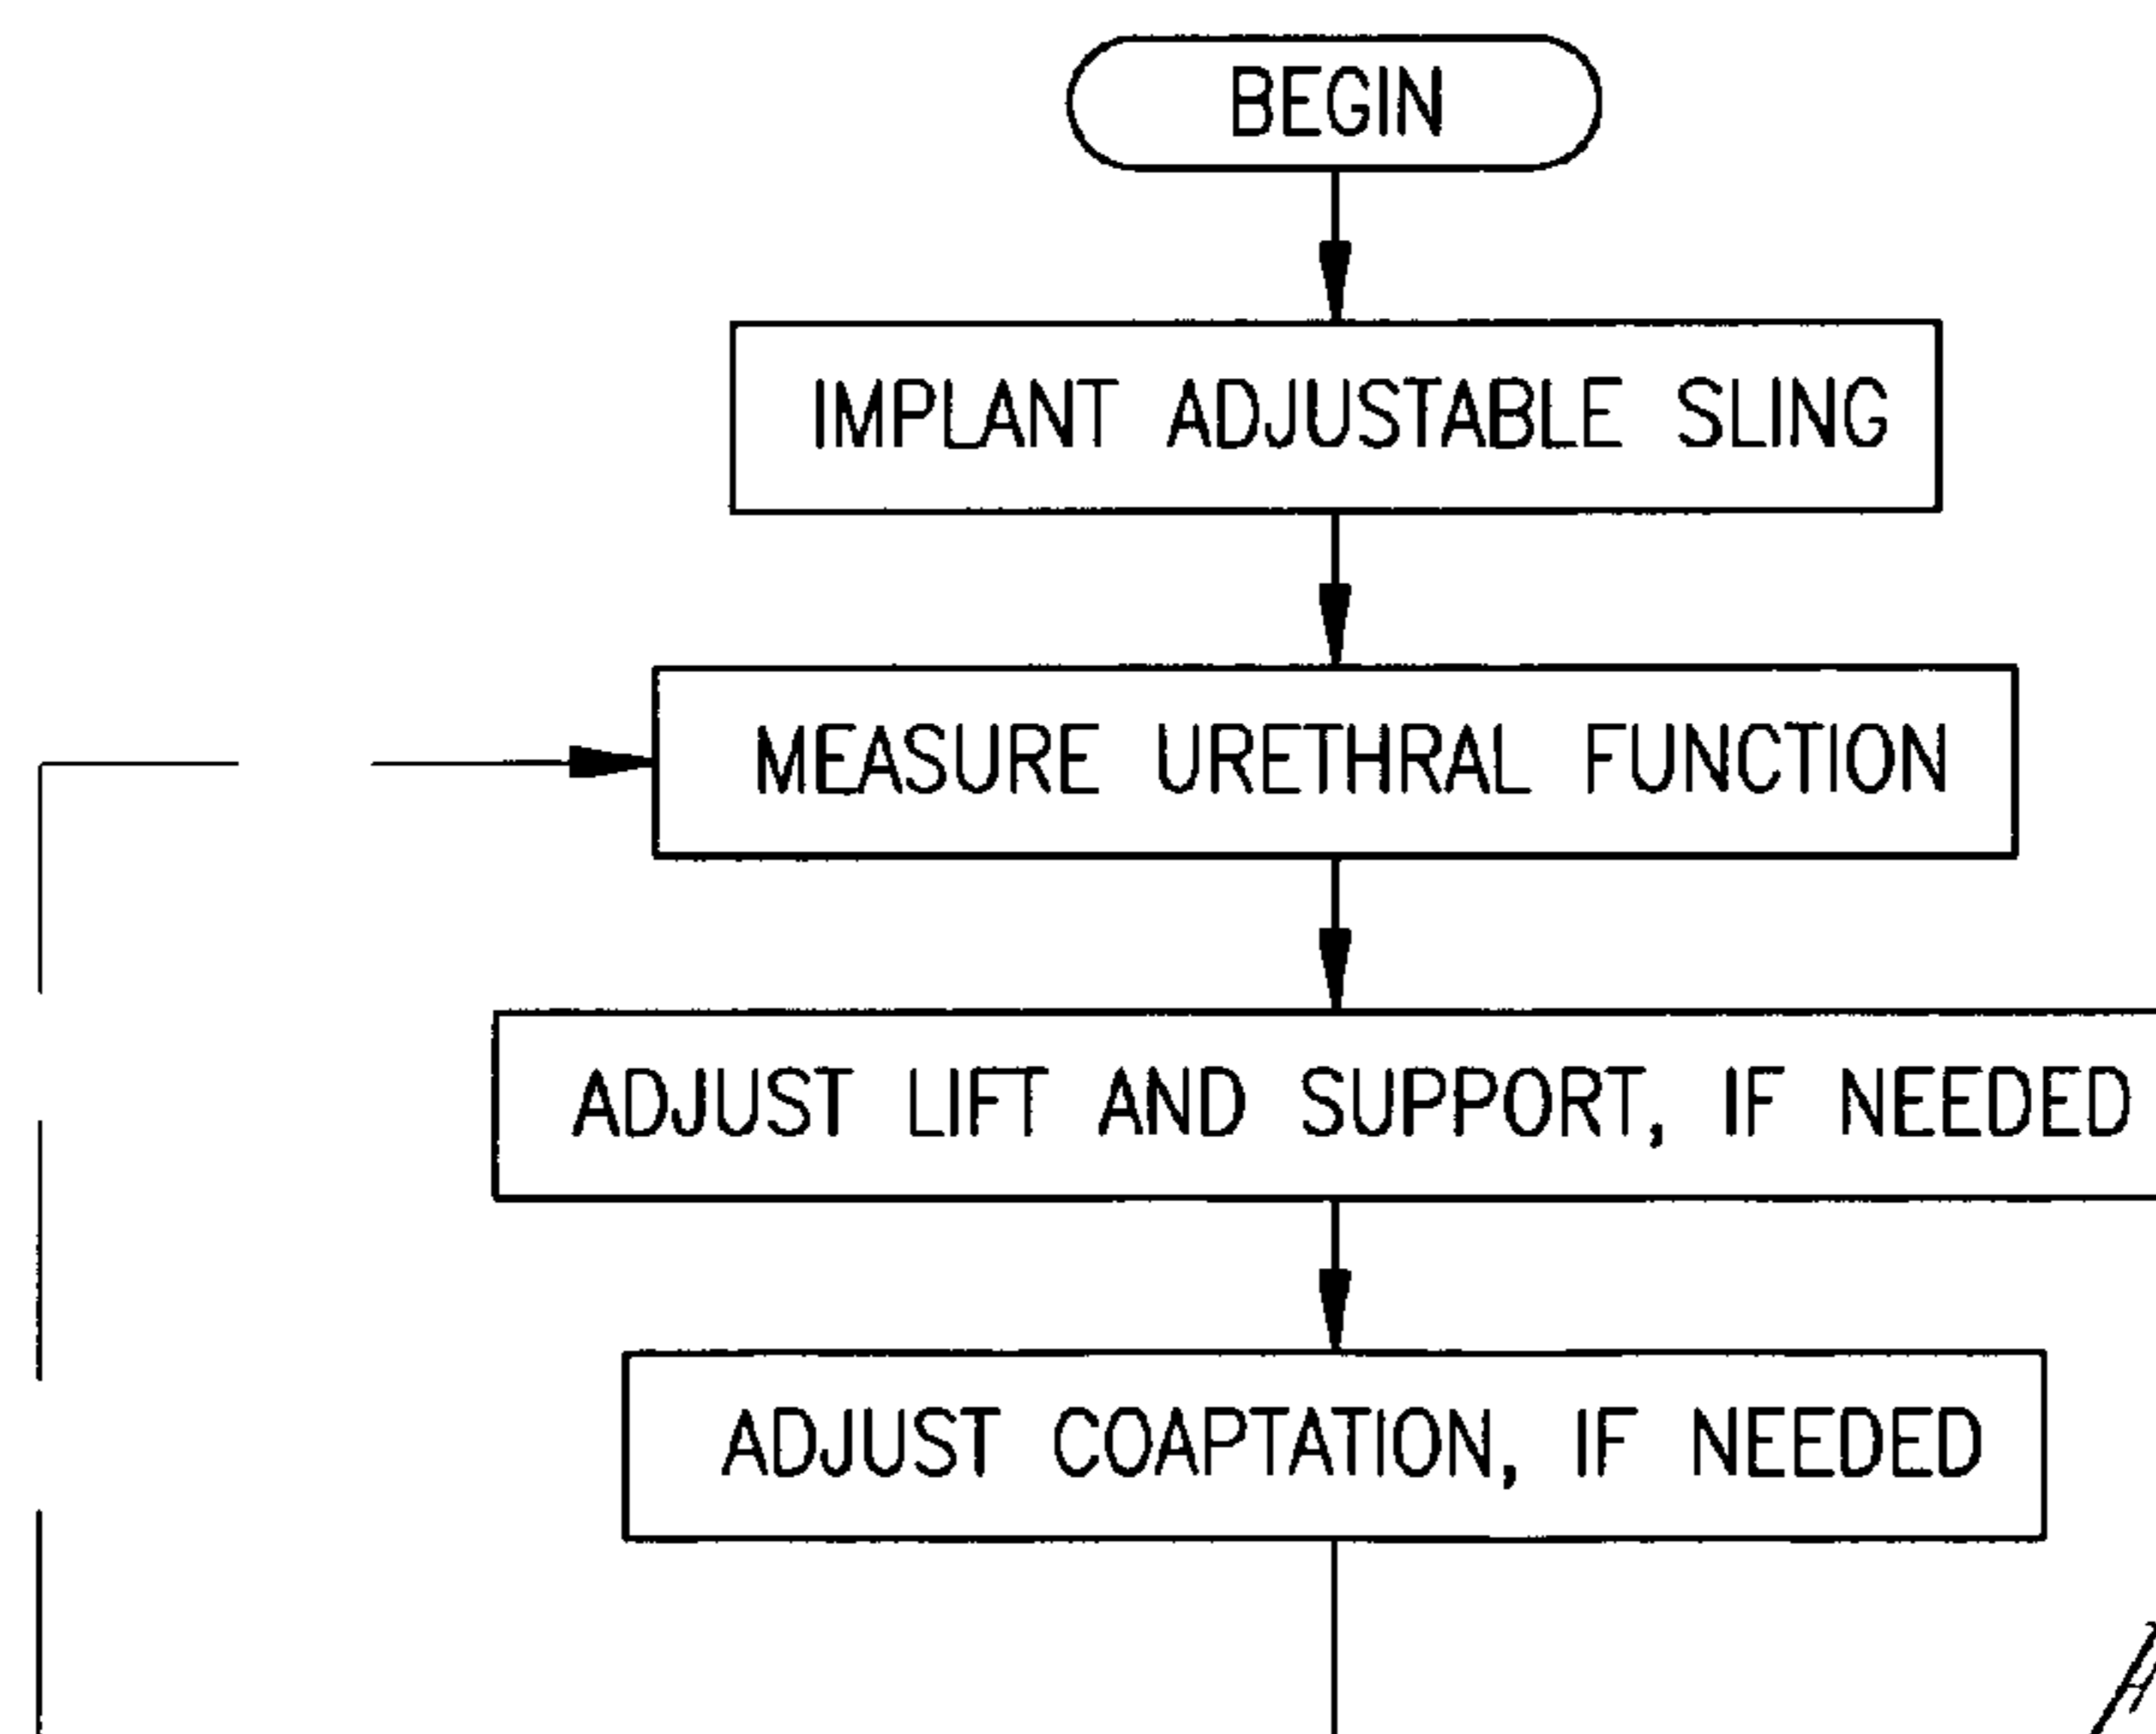 BEGIN
IMPLANT ADJUSTABLE SLING
MEASURE URETHRAL FUNCTION
ADJUST LIFT AND SUPPORT, IF NEEDED
ADJUST COAPTATION, IF NEEDED